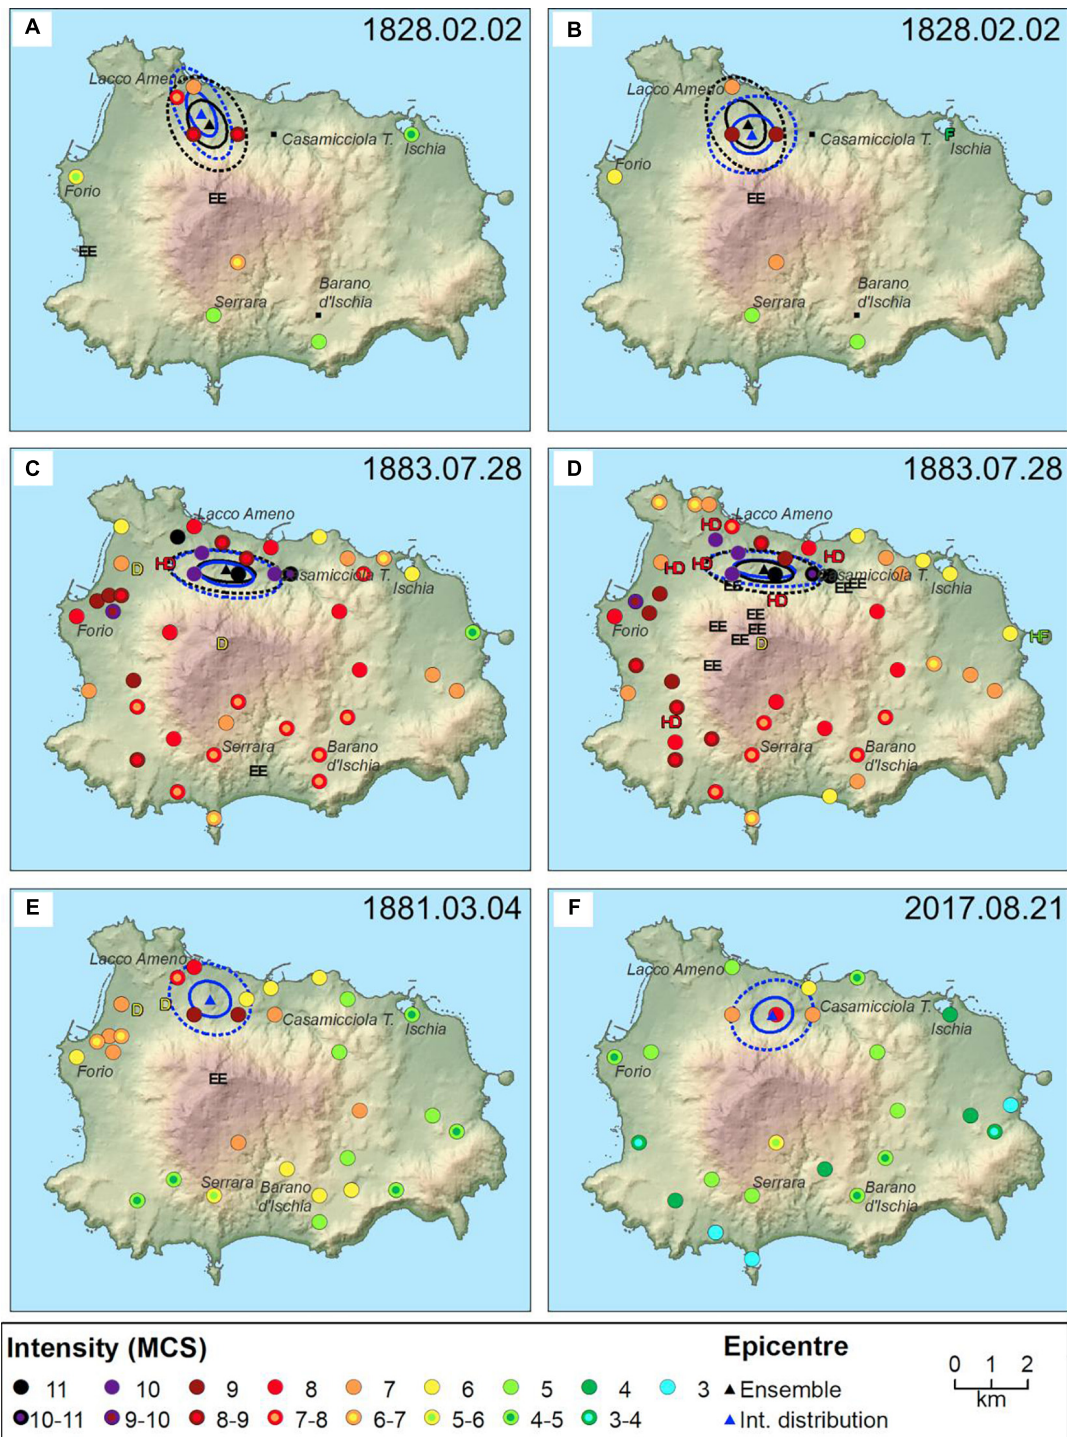 A
1828.02.02
Lacco Ameno
Casamicciola T.
Ischia
Forio
EE
EE
Serrara
Barano
d'Ischia
B
1828.02.02
Lacco Ameno
Casamicciola T.
F
Ischia
Forio
EE
Serrara
Barano
d'Ischia
C
1883.07.28
Lacco Ameno
HD
D
Casamicciola T.
Ischia
Forio
D
Serrara
Barano
d'Ischia
EE
D
1883.07.28
Lacco Ameno
HD
HD
HD
HD
Casamicciola T.
EE
EE
EE
Ischia
HD
Forio
EE
EE
EE
EE
HF
D
EE
HD
Serrara
Barano
d'Ischia
E
1881.03.04
Lacco Ameno
D
D
Casamicciola T.
Ischia
Forio
EE
Serrara
Barano
d'Ischia
F
2017.08.21
Lacco Ameno
Casamicciola T.
Ischia
Forio
Serrara
Barano
d'Ischia
Intensity (MCS)
11 10 9 8 7 6 5 4 3
10-11 9-10 8-9 7-8 6-7 5-6 4-5 3-4
Epicentre
Ensemble
Int. distribution
0 1 2
km